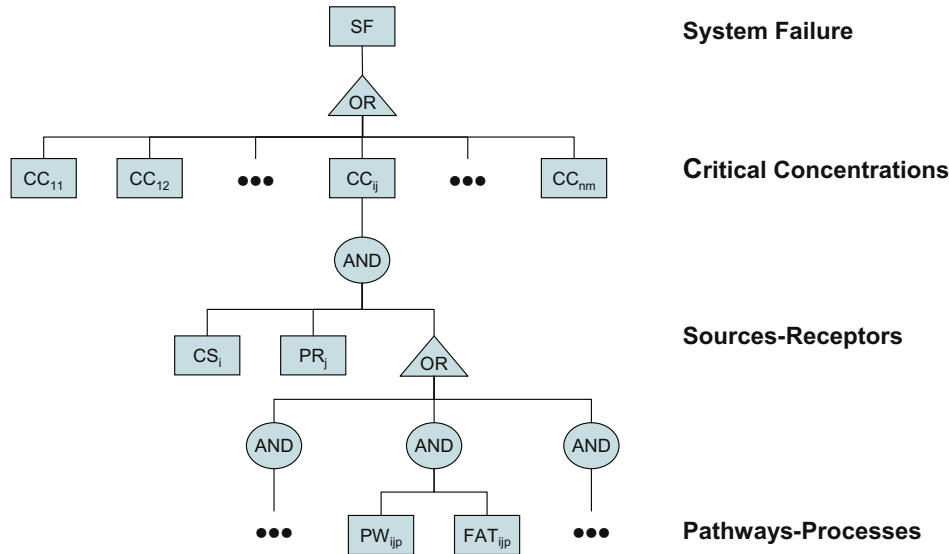 SF System Failure
OR
CC11 CC12 ●●● CCij ●●● CCnm Critical Concentrations
AND
CSi PRj OR Sources-Receptors
AND AND AND
●●● PWijp FATijp ●●● Pathways-Processes